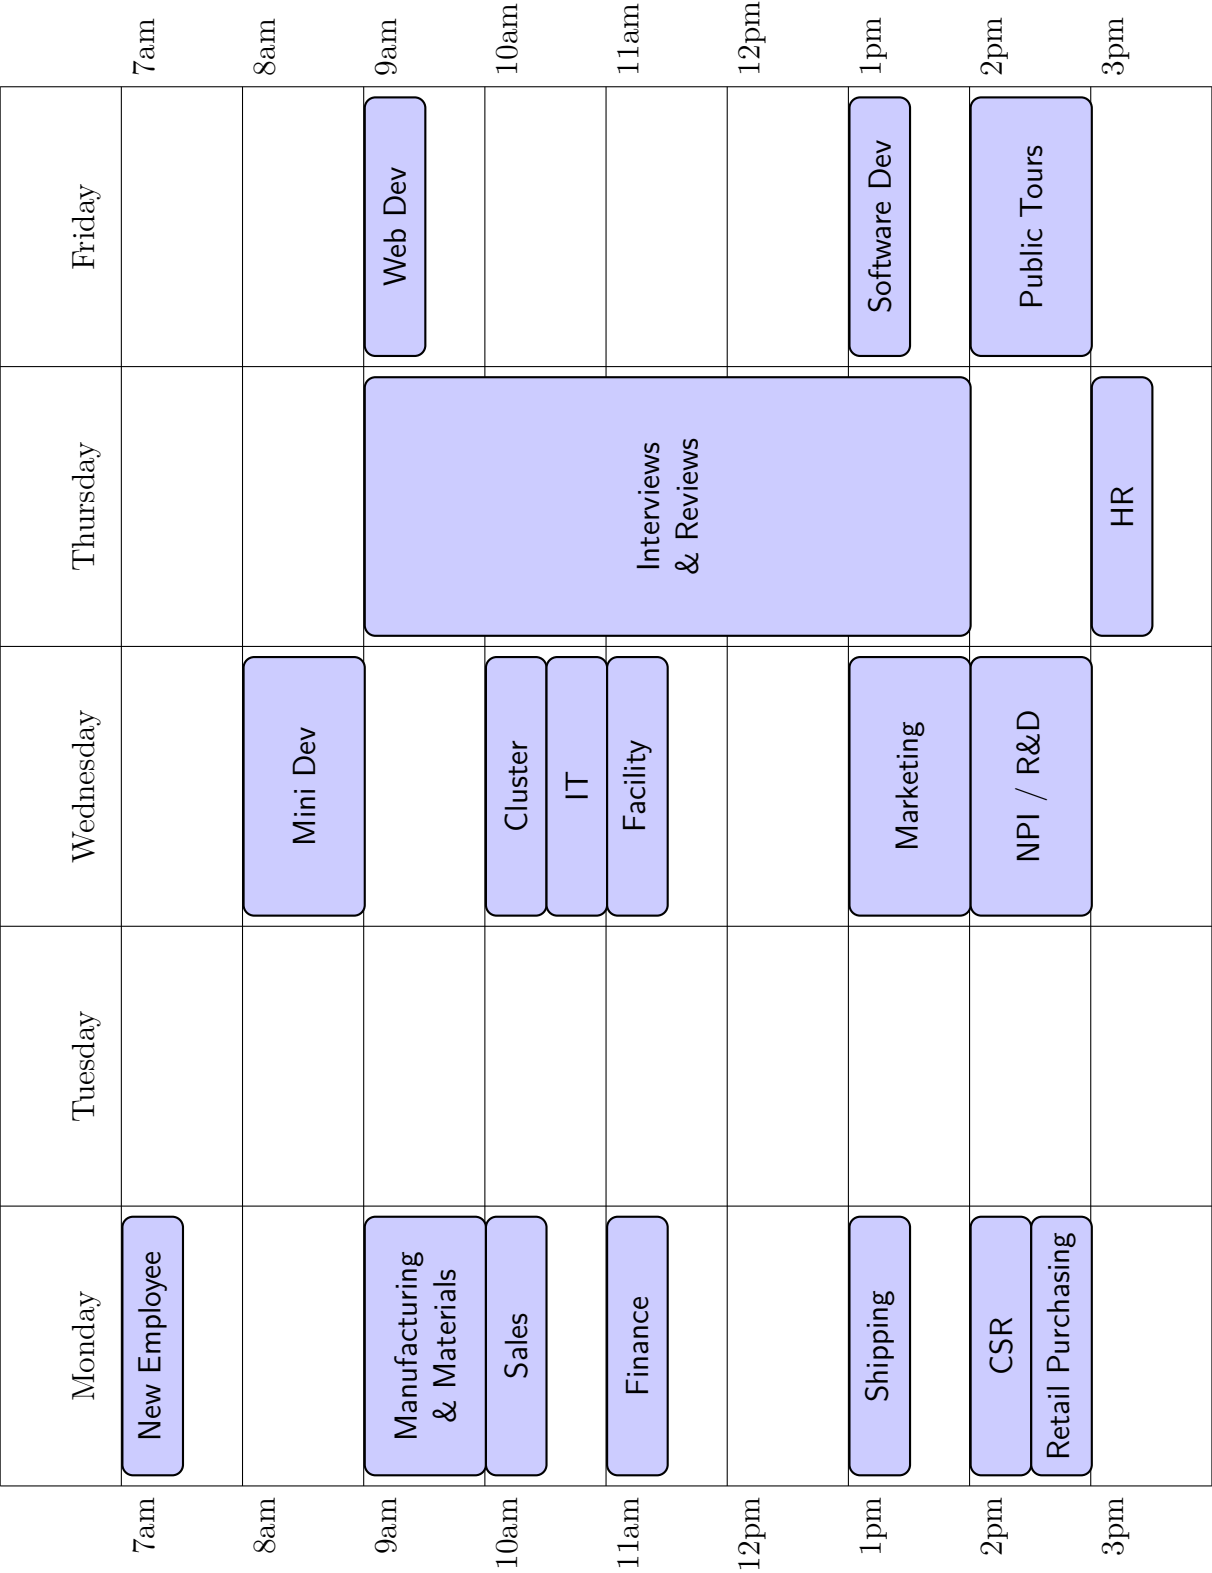 Monday
Tuesday
Wednesday
Thursday
Friday
7am
7am
8am
8am
9am
9am
10am
10am
11am
11am
12pm
12pm
1pm
1pm
2pm
2pm
3pm
3pm
New Employee
Manufacturing
& Materials
Sales
Finance
Shipping
CSR
Retail Purchasing
Mini Dev
Cluster
IT
Facility
Marketing
NPI / R&D
Interviews
& Reviews
HR
Web Dev
Software Dev
Public Tours